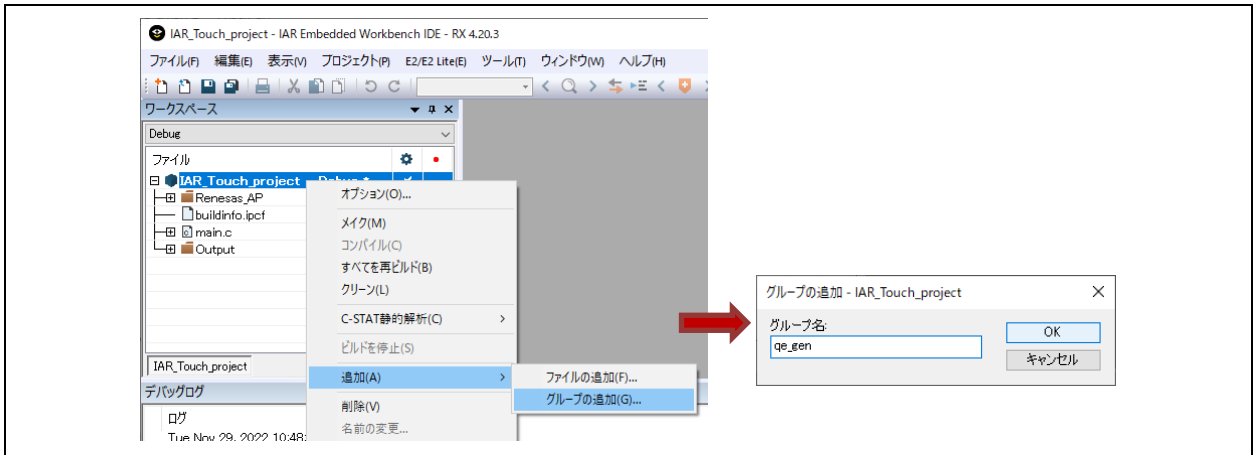 IAR_Touch_project - IAR Embedded Workbench IDE - RX 4.20.3
ファイル(F) 編集(E) 表示(V) プロジェクト(P) E2/E2 Lite(E) ツール(T) ウィンドウ(W) ヘルプ(H)
ワークスペース
Debug
ファイル
IAR_Touch_project - Debug *
Renesas_AP
buildinfo.ipcf
main.c
Output
IAR_Touch_project
デバッグログ
ログ
Tue Nov 29, 2022 10:48:
オプション(O)...
メイク(M)
コンパイル(C)
すべてを再ビルド(B)
クリーン(L)
C-STAT静的解析(C)
ビルドを停止(S)
追加(A)
削除(V)
名前の変更...
ファイルの追加(F)...
グループの追加(G)...
グループの追加 - IAR_Touch_project
グループ名:
qe_gen
OK
キャンセル